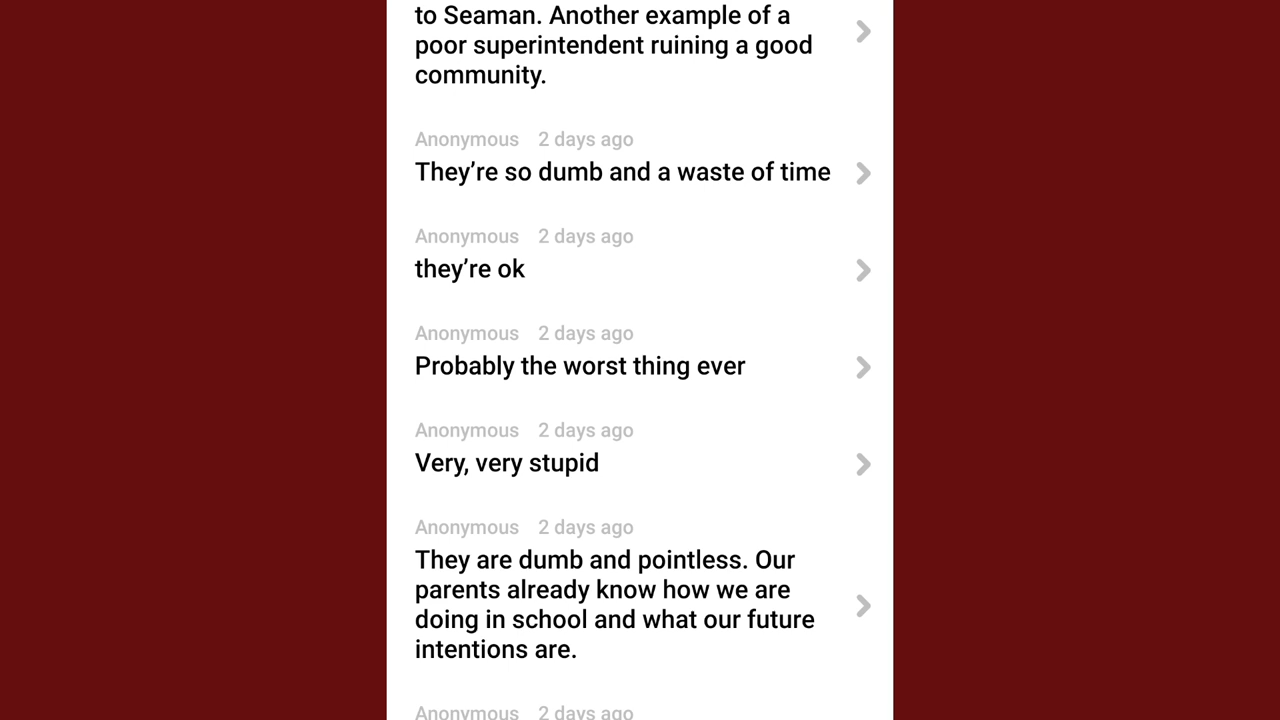 to Seaman. Another example of a
poor superintendent ruining a good
community.
Anonymous 2 days ago
They’re so dumb and a waste of time
Anonymous 2 days ago
they’re ok
Anonymous 2 days ago
Probably the worst thing ever
Anonymous 2 days ago
Very, very stupid
Anonymous 2 days ago
They are dumb and pointless. Our
parents already know how we are
doing in school and what our future
intentions are.
Anonymous 2 days ago